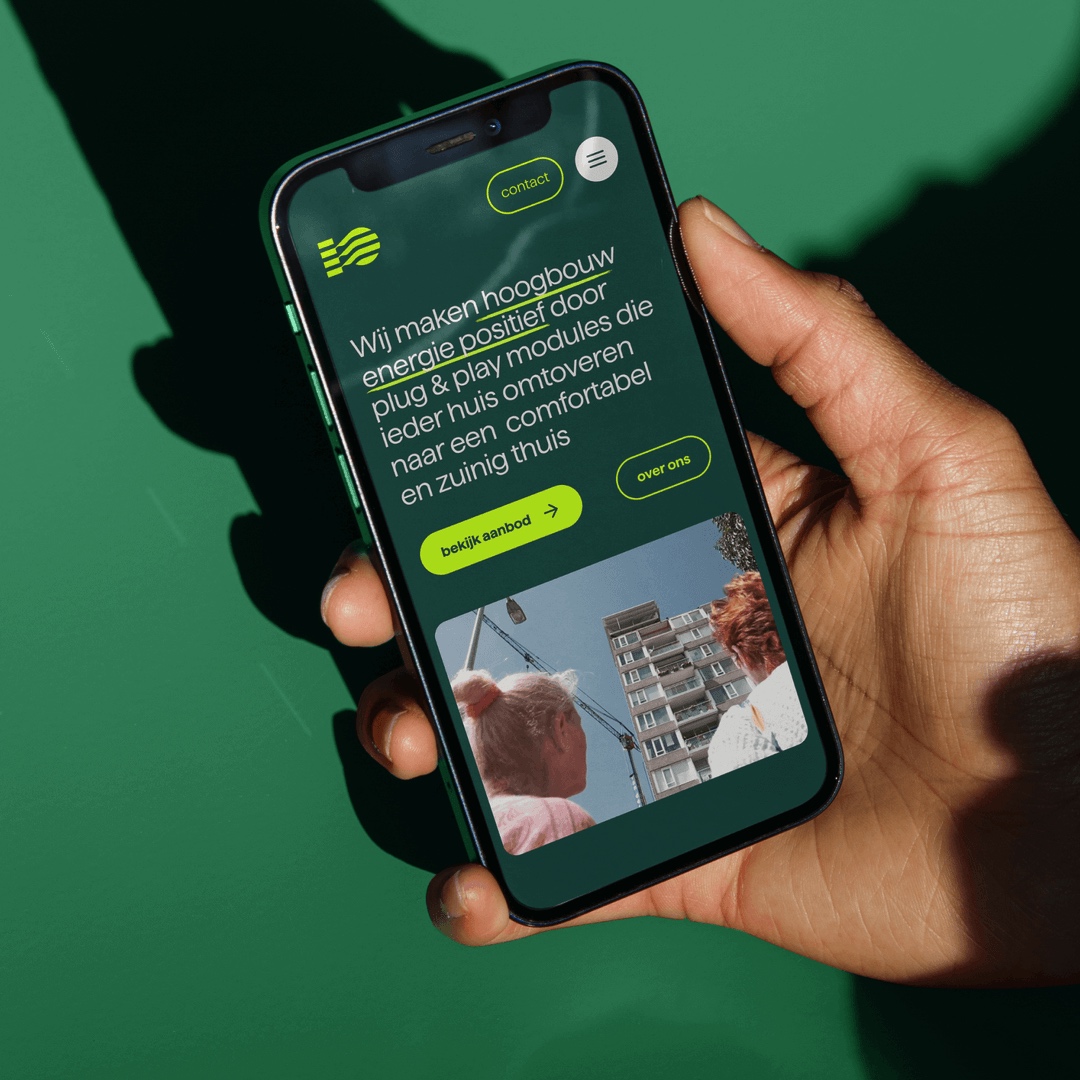 contact
Wij maken hoogbouw
energie positief door
plug & play modules die
ieder huis omtoveren
naar een comfortabel
en zuinig thuis
bekijk aanbod
over ons